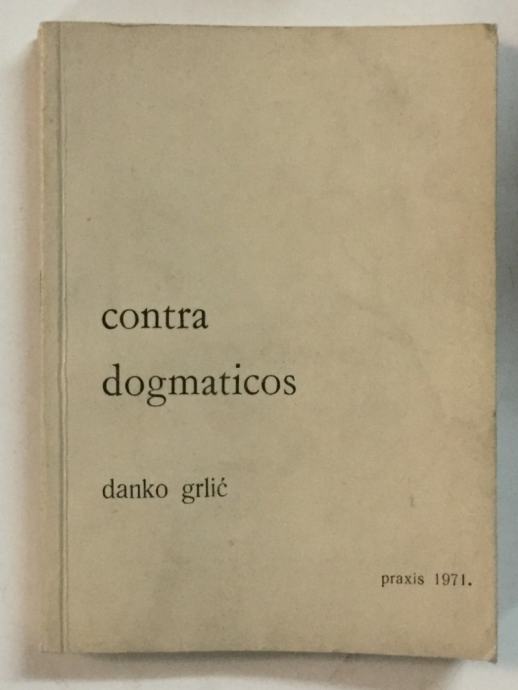 contra
dogmaticos
danko grlić
praxis 1971.